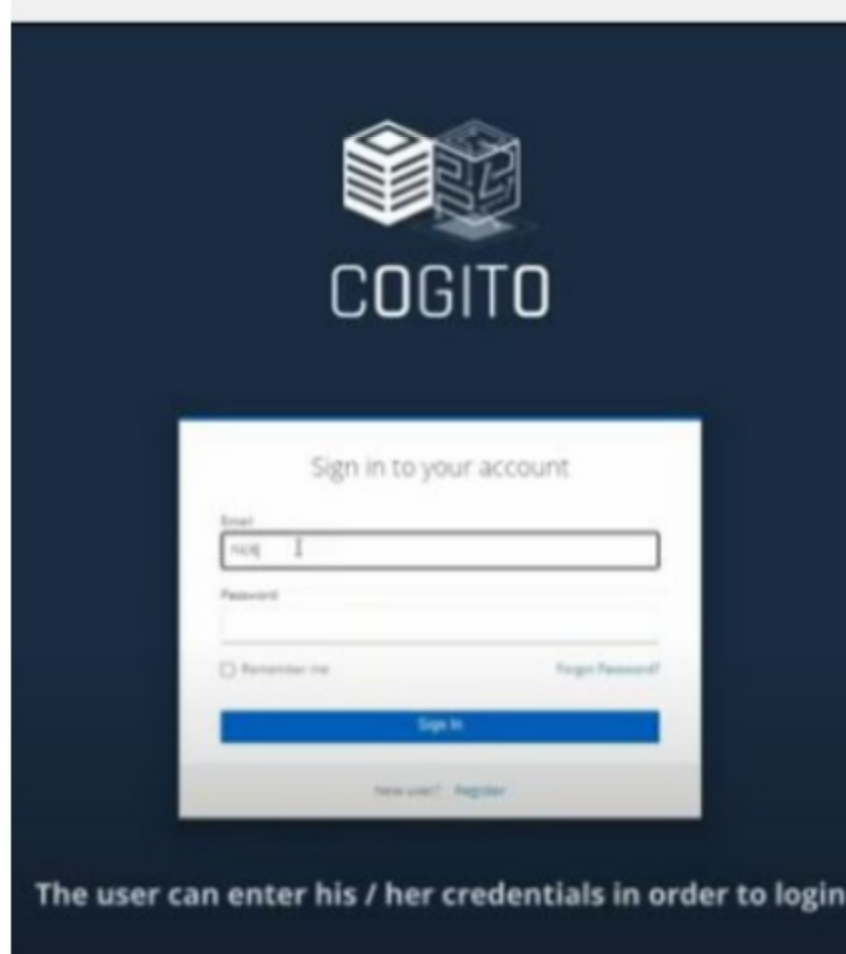 COGITO
Sign in to your account
Email
Password
Remember me
Forgot Password?
Sign In
New user? Register
The user can enter his / her credentials in order to login